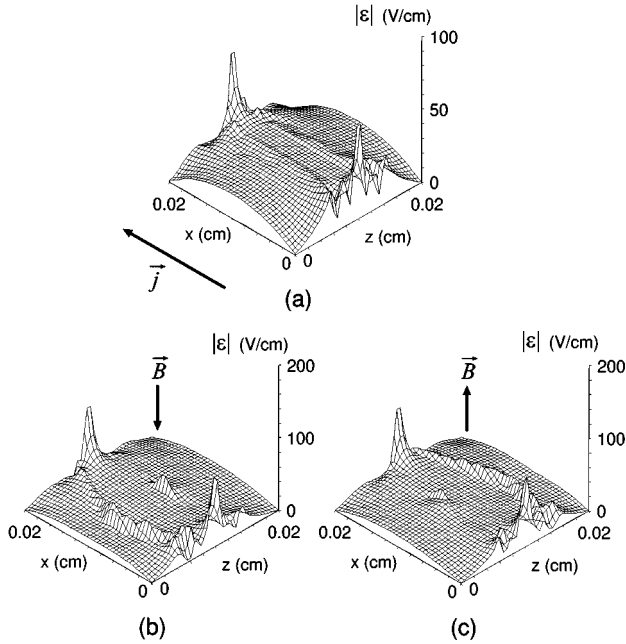 |ε| (V/cm)
100
50
0
0.02
0.02
x (cm)
z (cm)
0 0
j
(a)
|ε| (V/cm)
|ε| (V/cm)
B
200
B
200
100
100
0
0
0.02
0.02
0.02
0.02
x (cm)
z (cm)
x (cm)
z (cm)
0 0
0 0
(b)
(c)